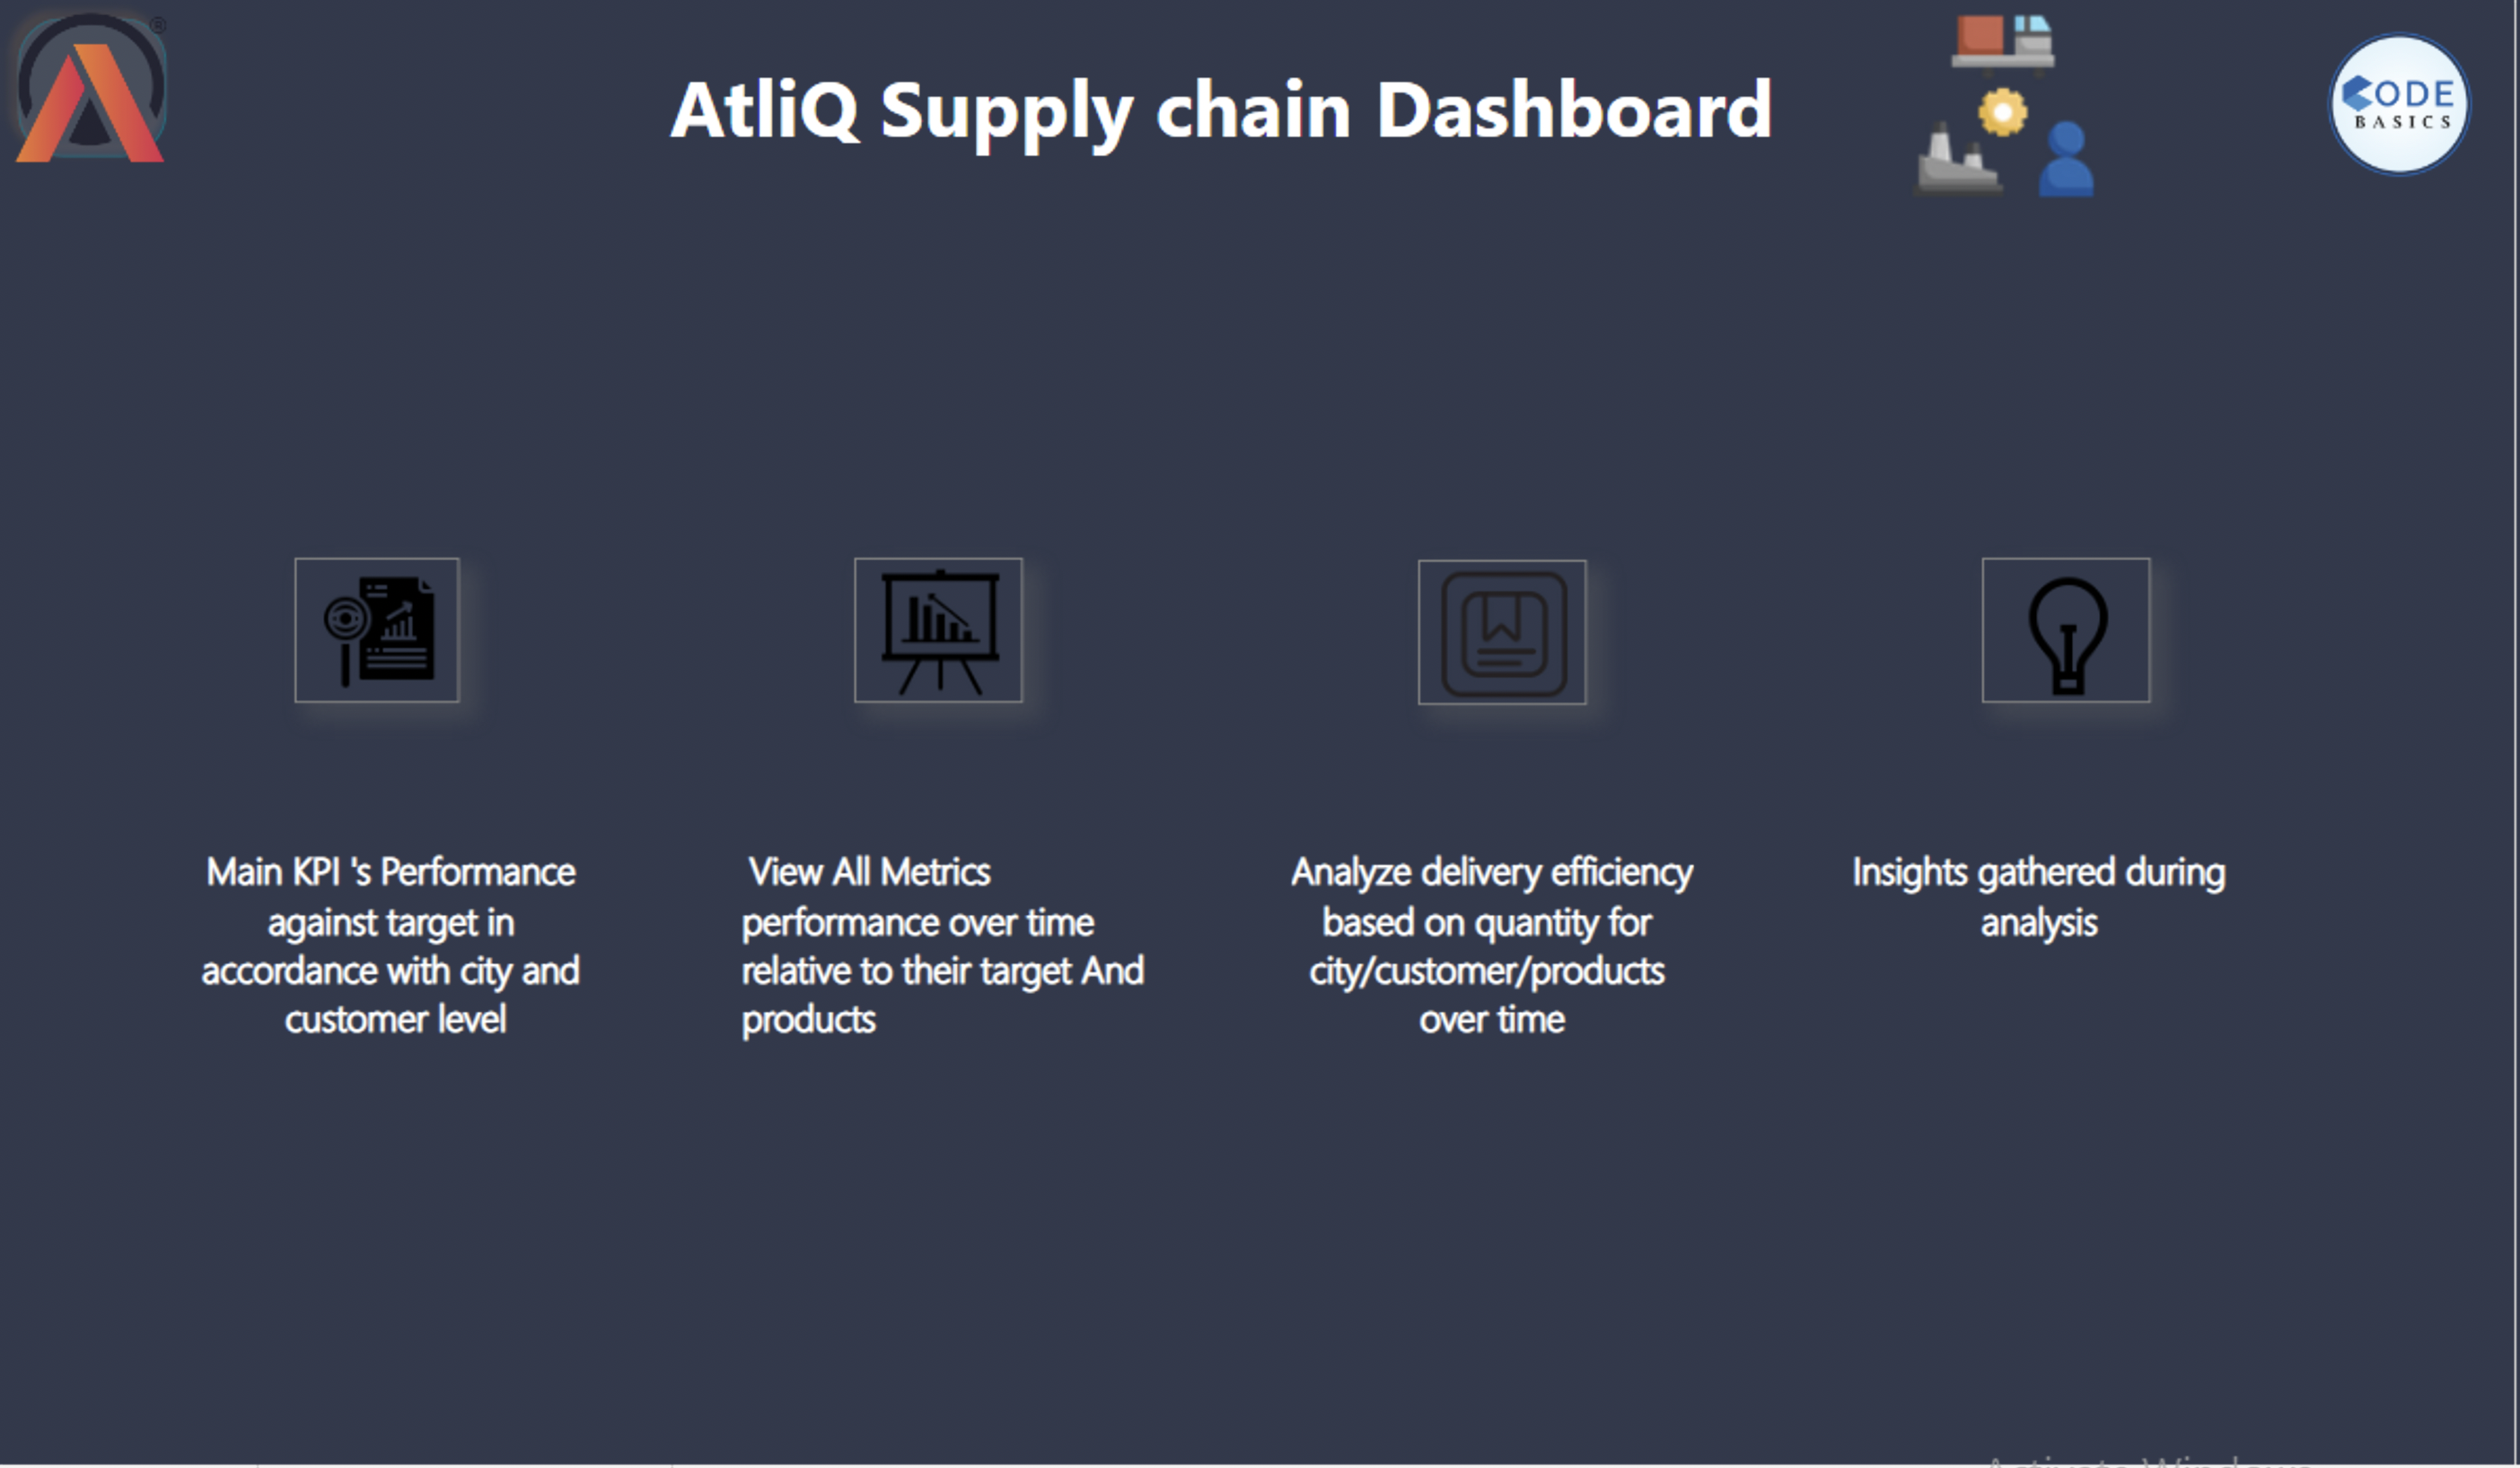 ®
AtliQ Supply chain Dashboard
CODE
BASICS
Main KPI 's Performance
against target in
accordance with city and
customer level
View All Metrics
performance over time
relative to their target And
products
Analyze delivery efficiency
based on quantity for
city/customer/products
over time
Insights gathered during
analysis